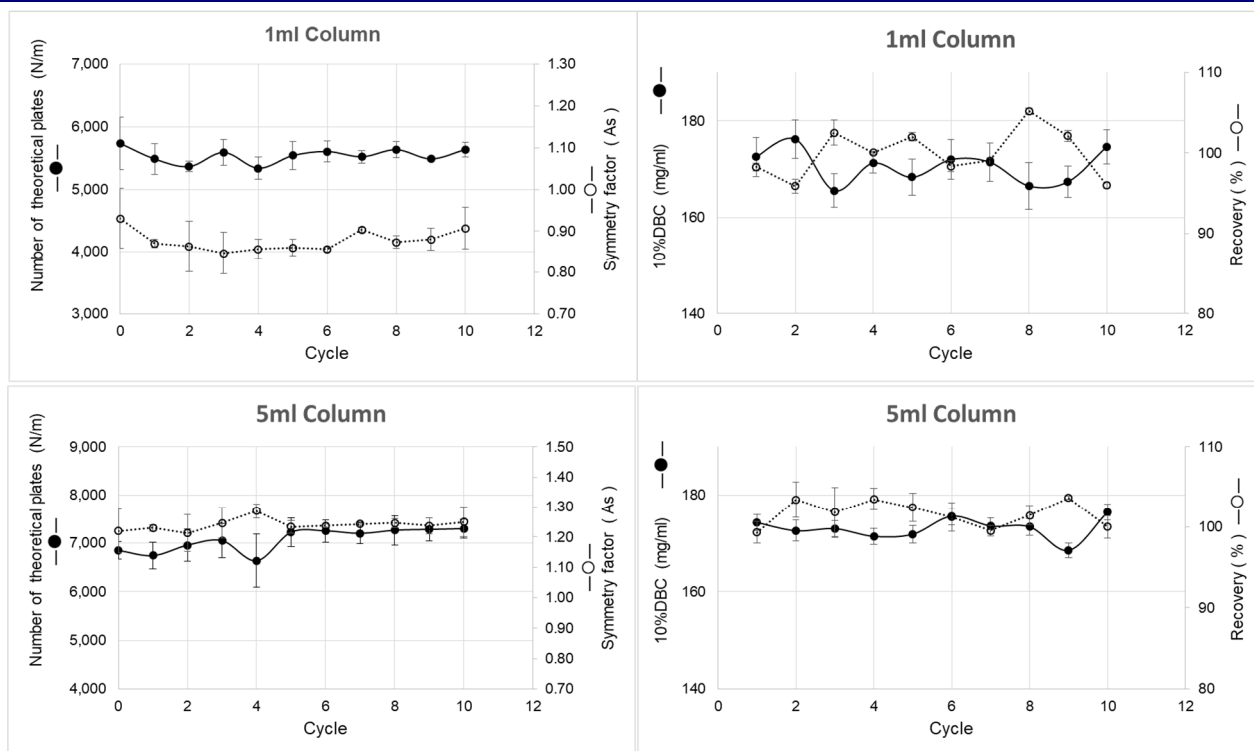 1ml Column
Number of theoretical plates (N/m)
7,000
6,000
5,000
4,000
3,000
1.30
1.20
1.10
1.00
0.90
0.80
0.70
Symmetry factor ( As )
0 2 4 6 8 10 12
Cycle
1ml Column
10%DBC (mg/ml)
180
160
140
110
100
90
80
Recovery ( % )
0 2 4 6 8 10 12
Cycle
5ml Column
Number of theoretical plates (N/m)
9,000
8,000
7,000
6,000
5,000
4,000
1.50
1.40
1.30
1.20
1.10
1.00
0.90
0.80
0.70
Symmetry factor ( As )
0 2 4 6 8 10 12
Cycle
5ml Column
10%DBC (mg/ml)
180
160
140
110
100
90
80
Recovery ( % )
0 2 4 6 8 10 12
Cycle